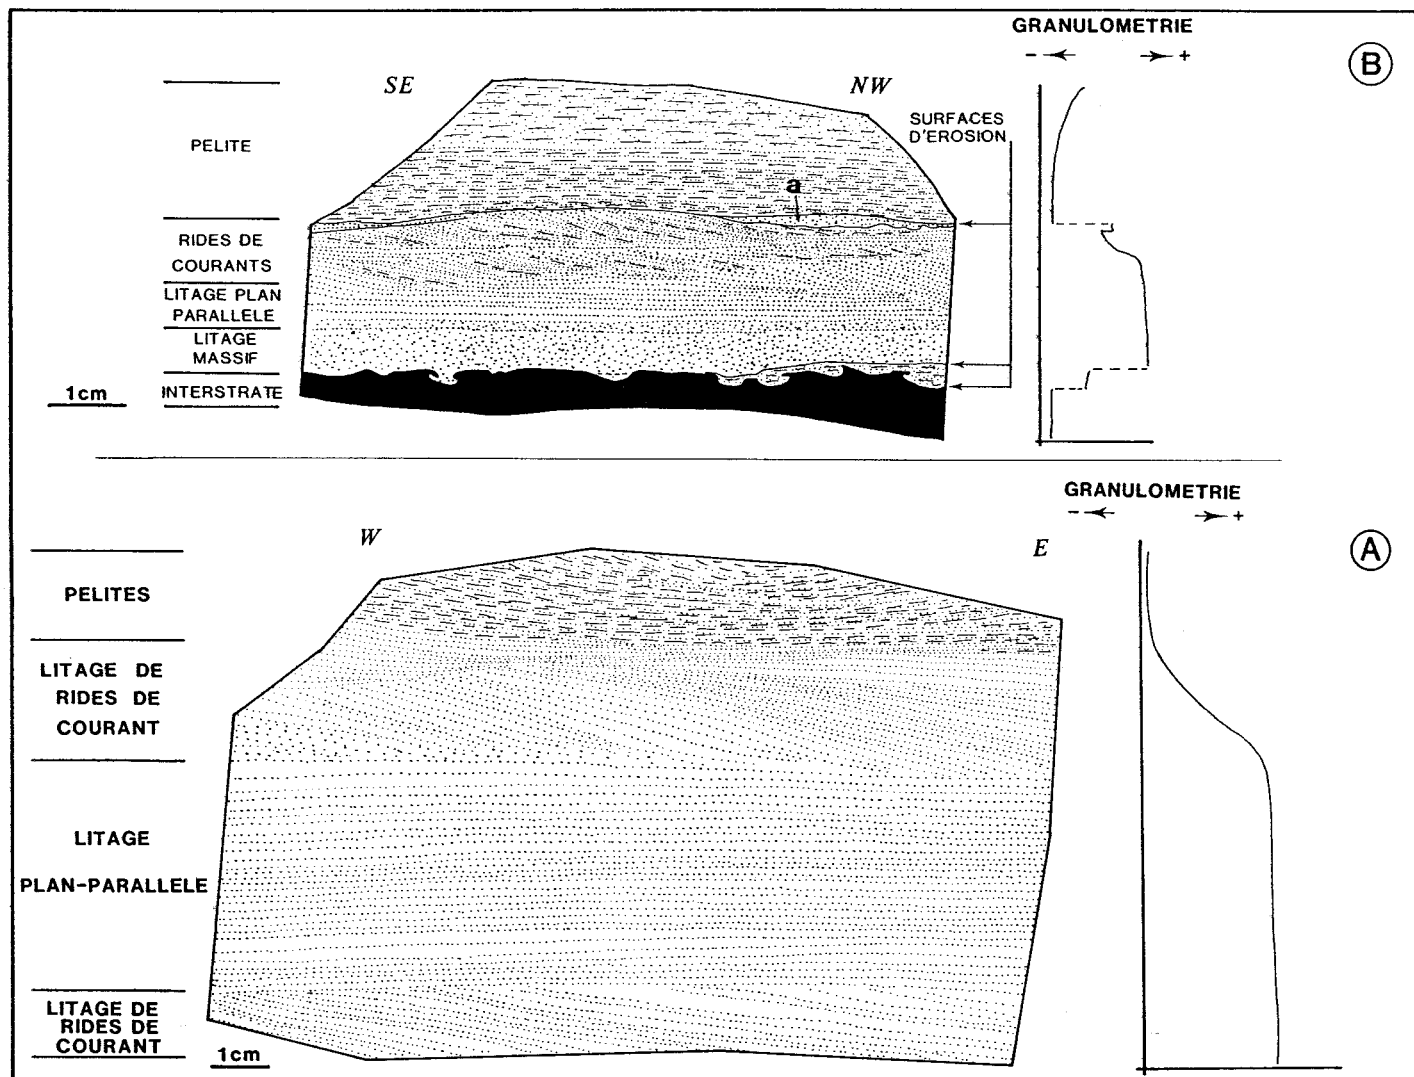 GRANULOMETRIE
- +
B
SE
NW
SURFACES
D'EROSION
PELITE
a
RIDES DE
COURANTS
LITAGE PLAN
PARALLELE
LITAGE
MASSIF
INTERSTRATE
1cm
GRANULOMETRIE
- +
A
W
E
PELITES
LITAGE DE
RIDES DE
COURANT
LITAGE
PLAN-PARALLELE
LITAGE DE
RIDES DE
COURANT
1cm